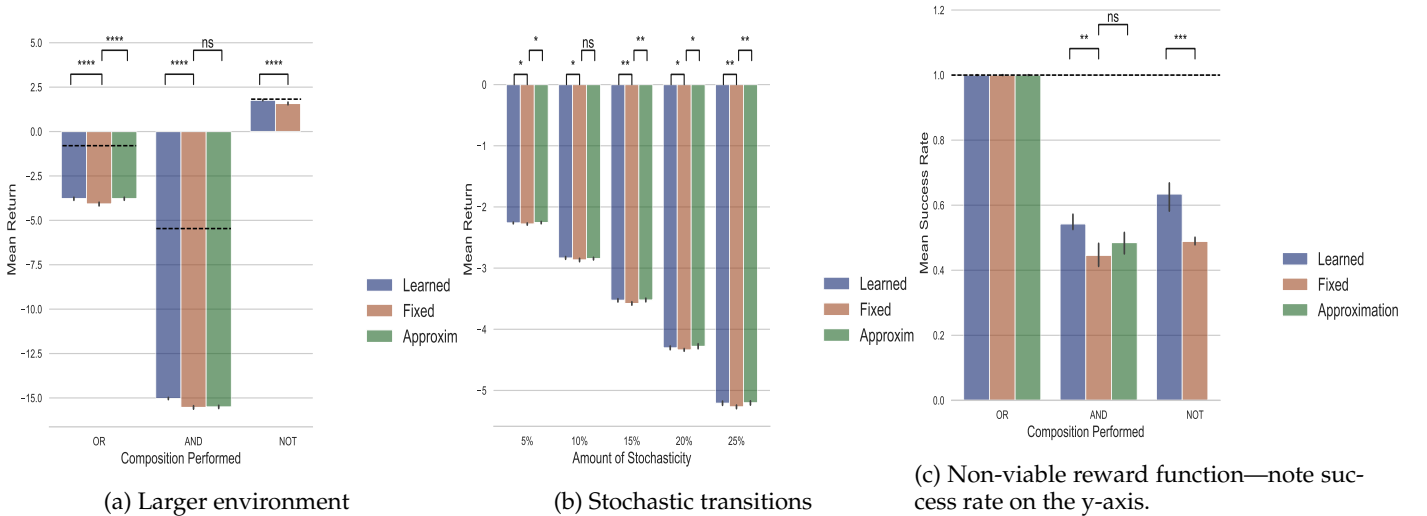 5.0
2.5
0.0
−2.5
−5.0
−7.5
−10.0
−12.5
−15.0
Mean Return
****
****
****
ns
****
OR
AND
NOT
Composition Performed
Learned
Fixed
Approxim
(a) Larger environment
0
−1
−2
−3
−4
−5
Mean Return
*
*
*
ns
**
**
*
*
**
**
5%
10%
15%
20%
25%
Amount of Stochasticity
Learned
Fixed
Approxim
(b) Stochastic transitions
1.2
1.0
0.8
0.6
0.4
0.2
0.0
Mean Success Rate
**
ns
***
OR
AND
NOT
Composition Performed
Learned
Fixed
Approximation
(c) Non-viable reward function—note suc-
cess rate on the y-axis.